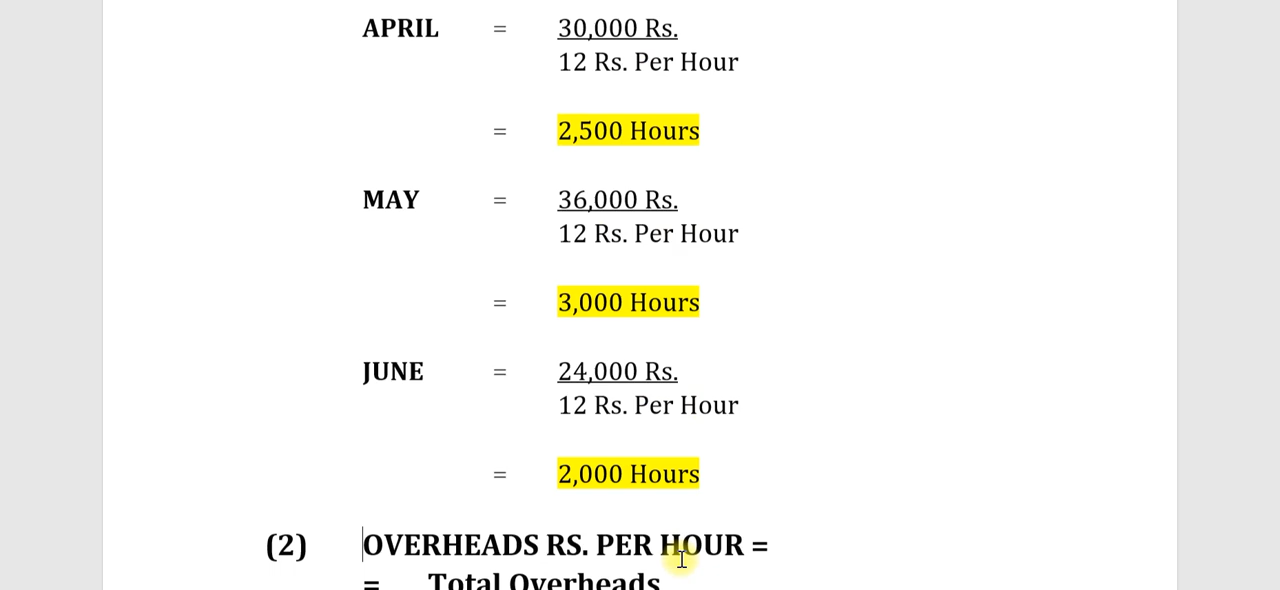 APRIL = 30,000 Rs.
12 Rs. Per Hour
= 2,500 Hours
MAY = 36,000 Rs.
12 Rs. Per Hour
= 3,000 Hours
JUNE = 24,000 Rs.
12 Rs. Per Hour
= 2,000 Hours
(2) OVERHEADS RS. PER HOUR =
= Total Overheads